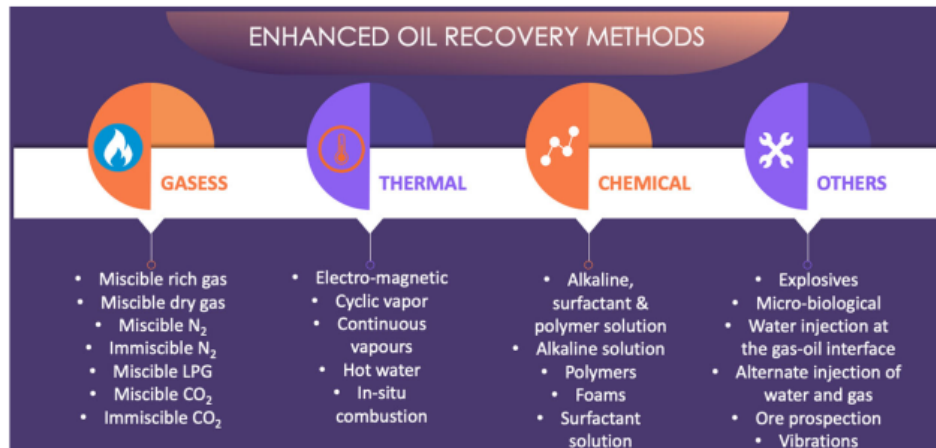 ENHANCED OIL RECOVERY METHODS
GASESS
• Miscible rich gas
• Miscible dry gas
• Miscible N₂
• Immiscible N₂
• Miscible LPG
• Miscible CO₂
• Immiscible CO₂
THERMAL
• Electro-magnetic
• Cyclic vapor
• Continuous
vapours
• Hot water
• In-situ
combustion
CHEMICAL
• Alkaline,
surfactant &
polymer solution
• Alkaline solution
• Polymers
• Foams
• Surfactant
solution
OTHERS
• Explosives
• Micro-biological
• Water injection at
the gas-oil interface
• Alternate injection of
water and gas
• Ore prospection
• Vibrations